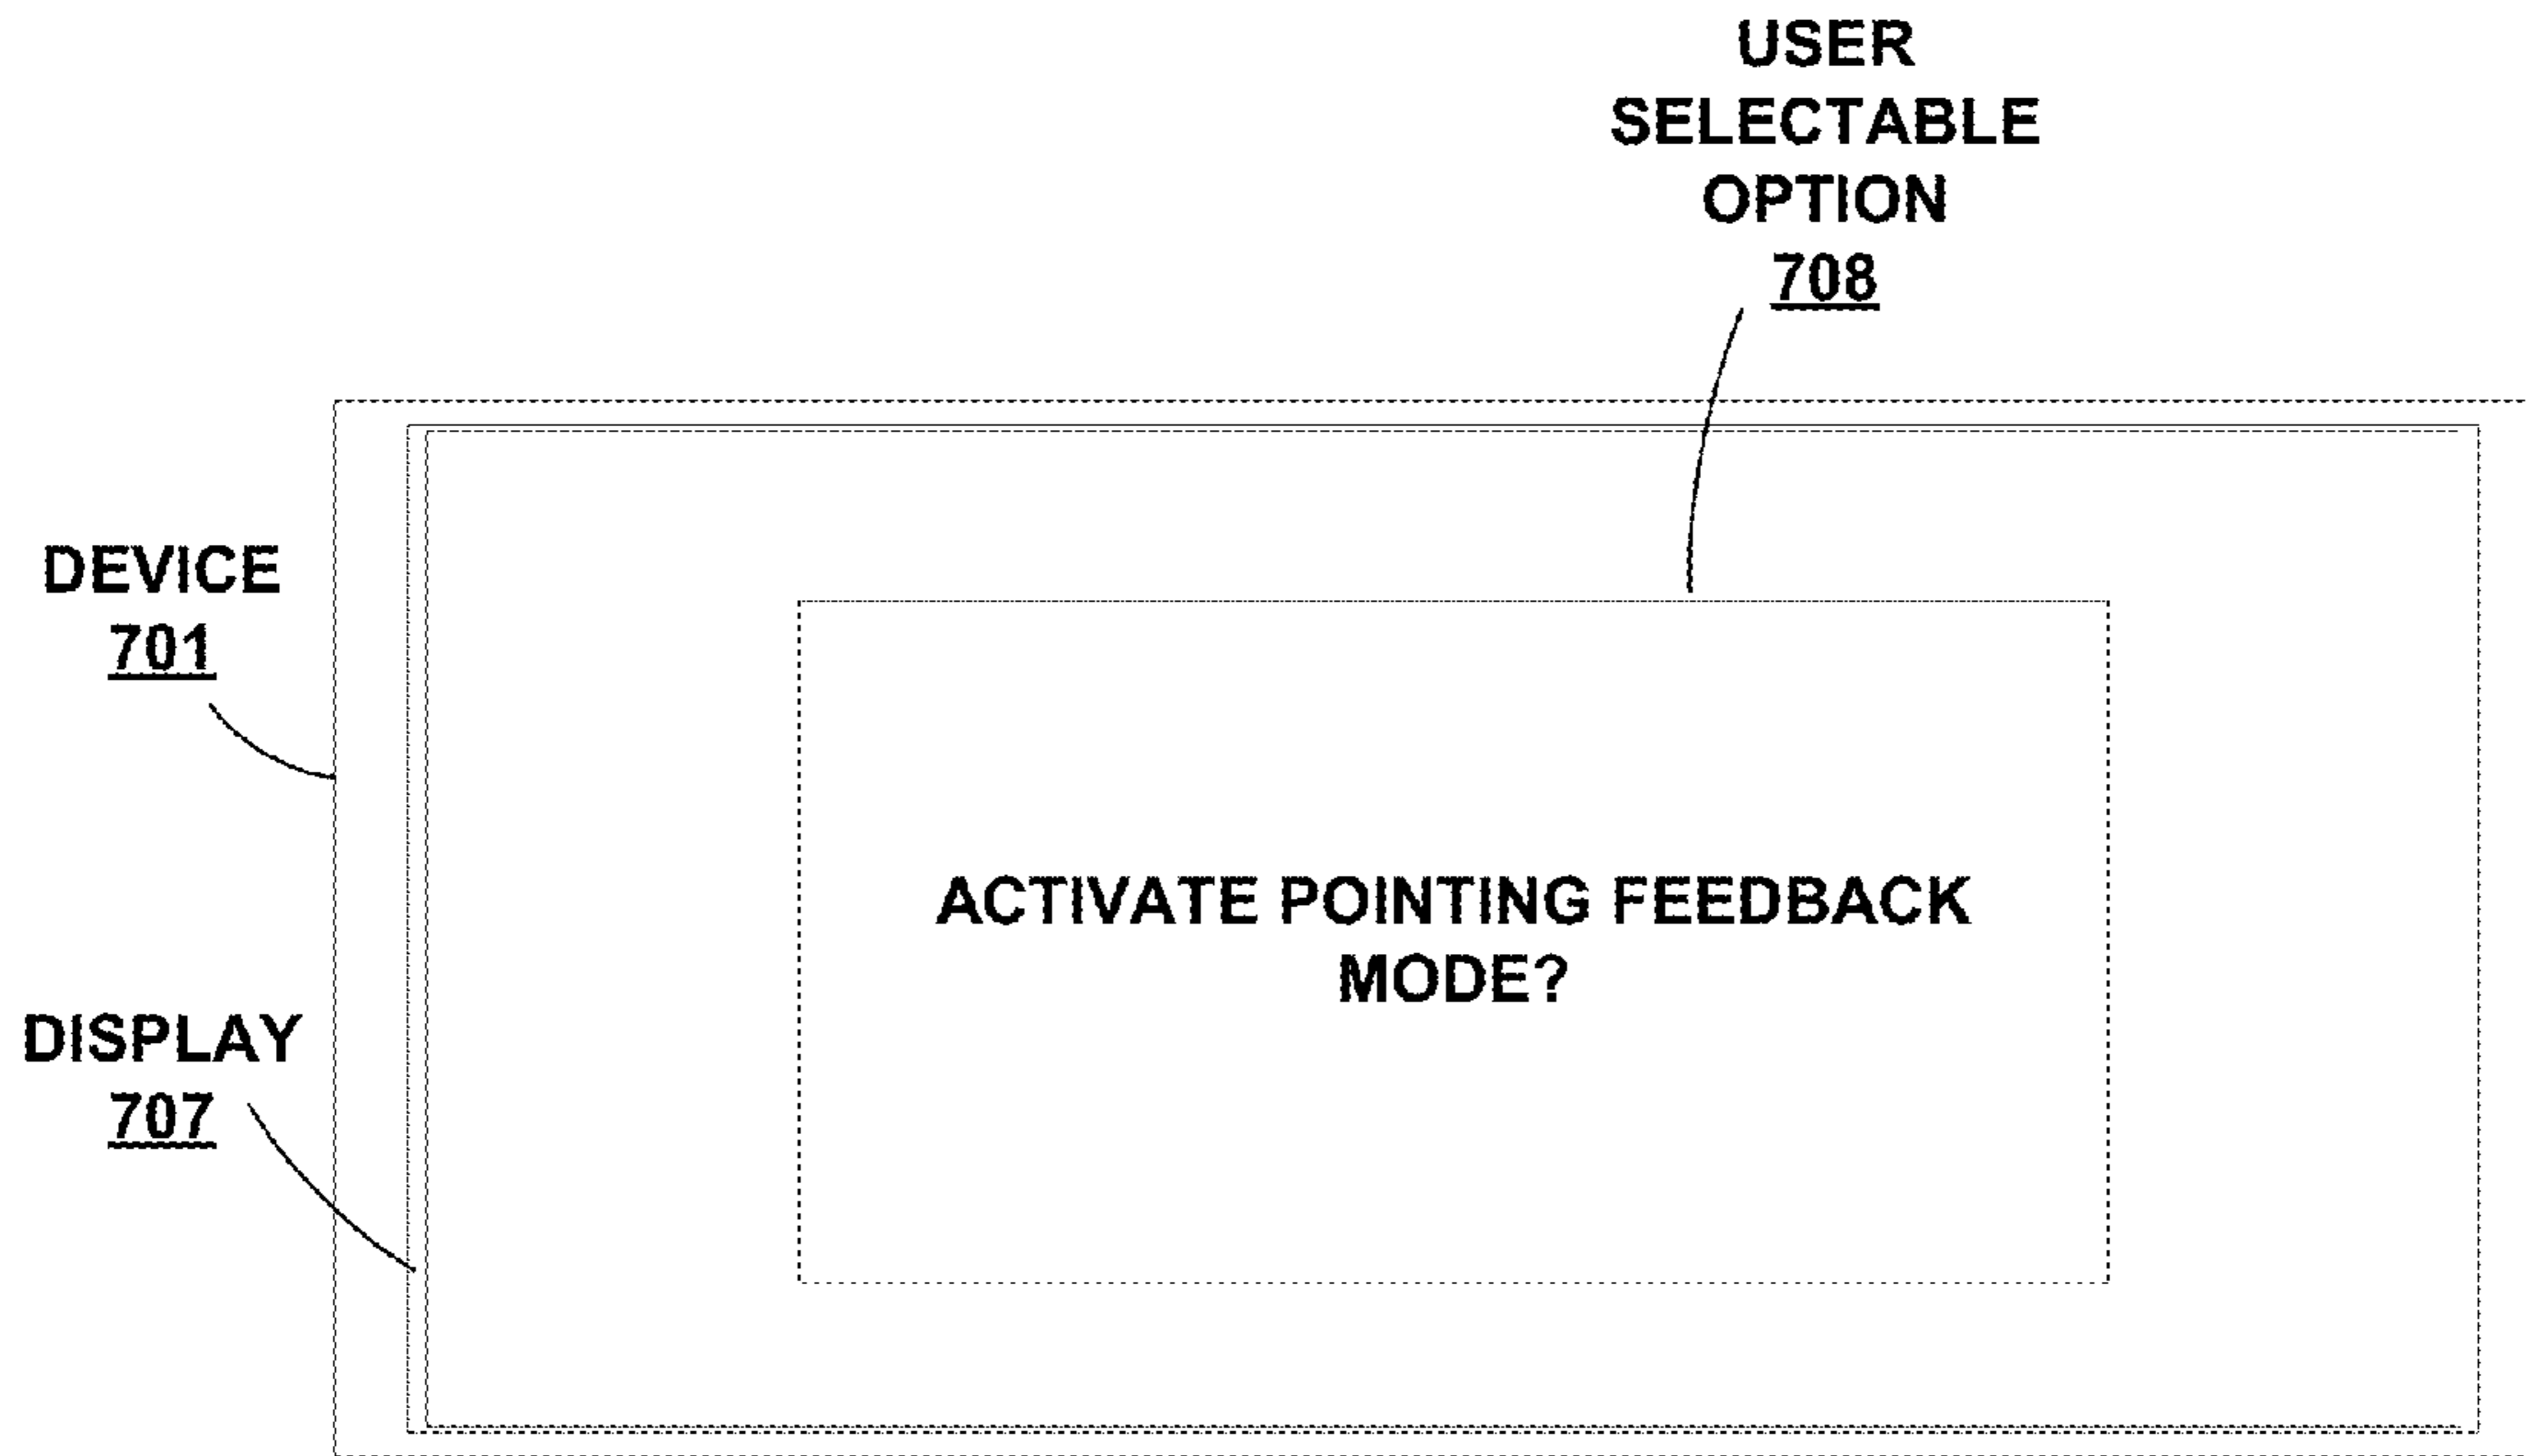 USER
SELECTABLE
OPTION
708
DEVICE
701
ACTIVATE POINTING FEEDBACK
MODE?
DISPLAY
707